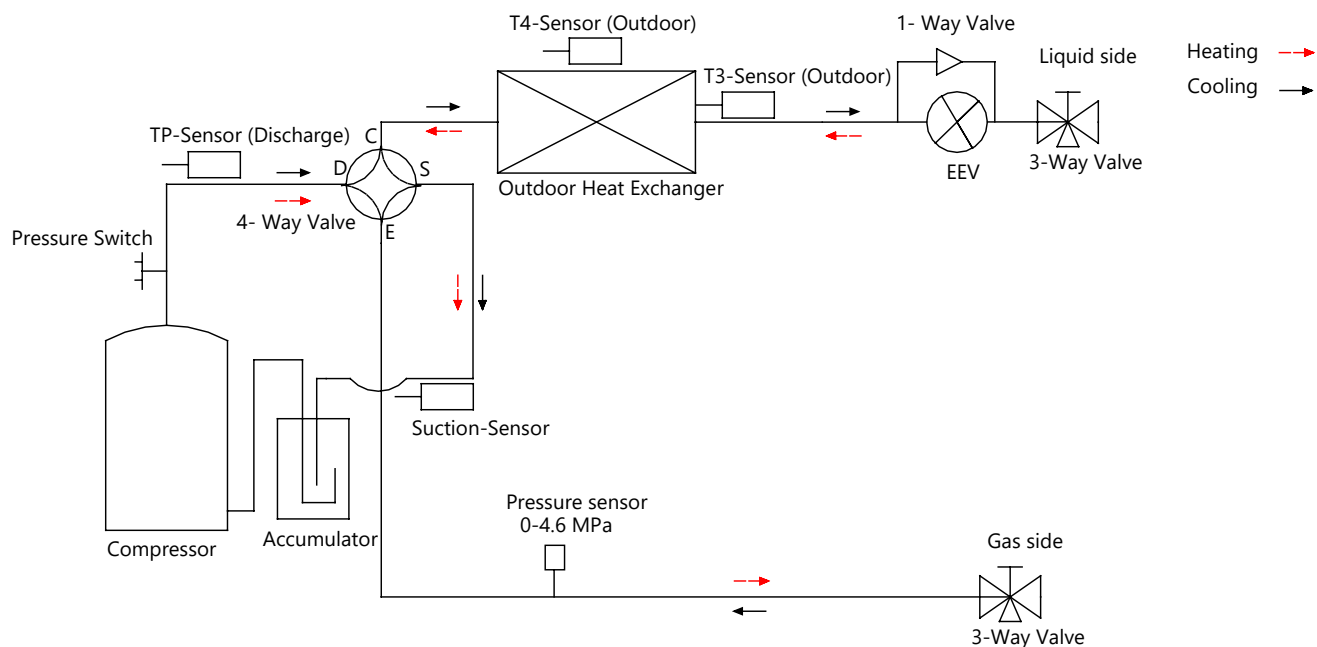 T4-Sensor (Outdoor)
1- Way Valve
Liquid side
Heating
Cooling
T3-Sensor (Outdoor)
TP-Sensor (Discharge)
C
D
S
E
4- Way Valve
Outdoor Heat Exchanger
EEV
3-Way Valve
Pressure Switch
Suction-Sensor
Compressor
Accumulator
Pressure sensor
0-4.6 MPa
Gas side
3-Way Valve